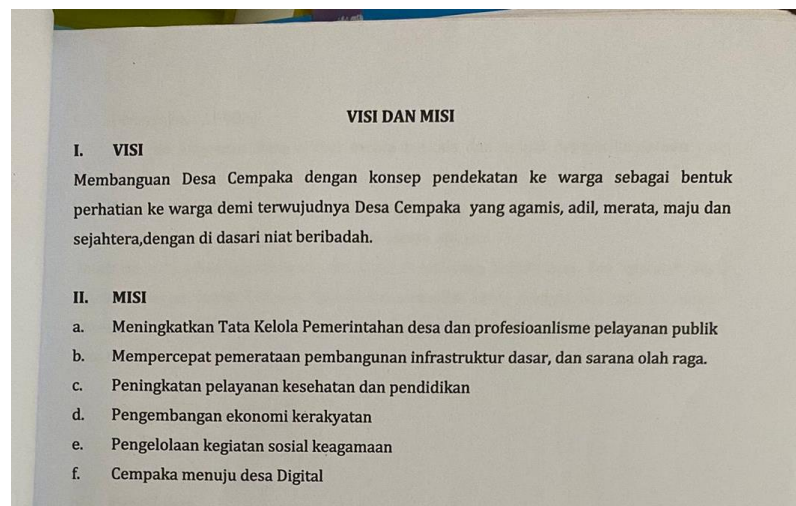 VISI DAN MISI
I. VISI
Membanguan Desa Cempaka dengan konsep pendekatan ke warga sebagai bentuk
perhatian ke warga demi terwujudnya Desa Cempaka yang agamis, adil, merata, maju dan
sejahtera,dengan di dasari niat beribadah.
II. MISI
a. Meningkatkan Tata Kelola Pemerintahan desa dan profesioanlisme pelayanan publik
b. Mempercepat pemerataan pembangunan infrastruktur dasar, dan sarana olah raga.
c. Peningkatan pelayanan kesehatan dan pendidikan
d. Pengembangan ekonomi kerakyatan
e. Pengelolaan kegiatan sosial keagamaan
f. Cempaka menuju desa Digital